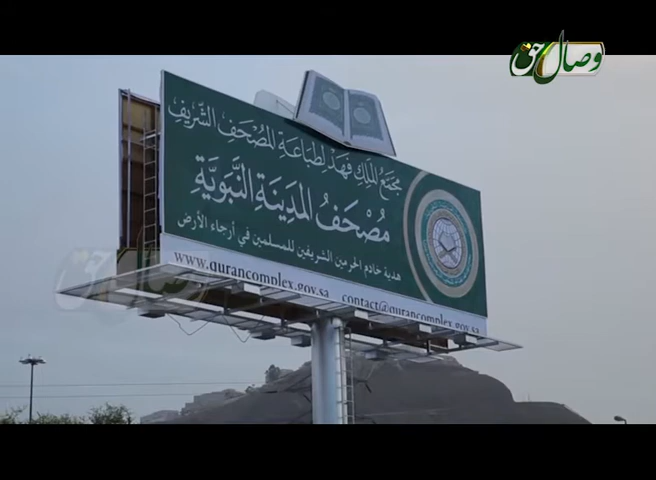 وصال حق
مجمع الملك فهد لطباعة المصحف الشريف
مصحف المدينة النبوية
هدية خادم الحرمين الشريفين للمسلمين في أرجاء الأرض
www.qurancomplex.gov.sa
contact@qurancomplex.gov.sa